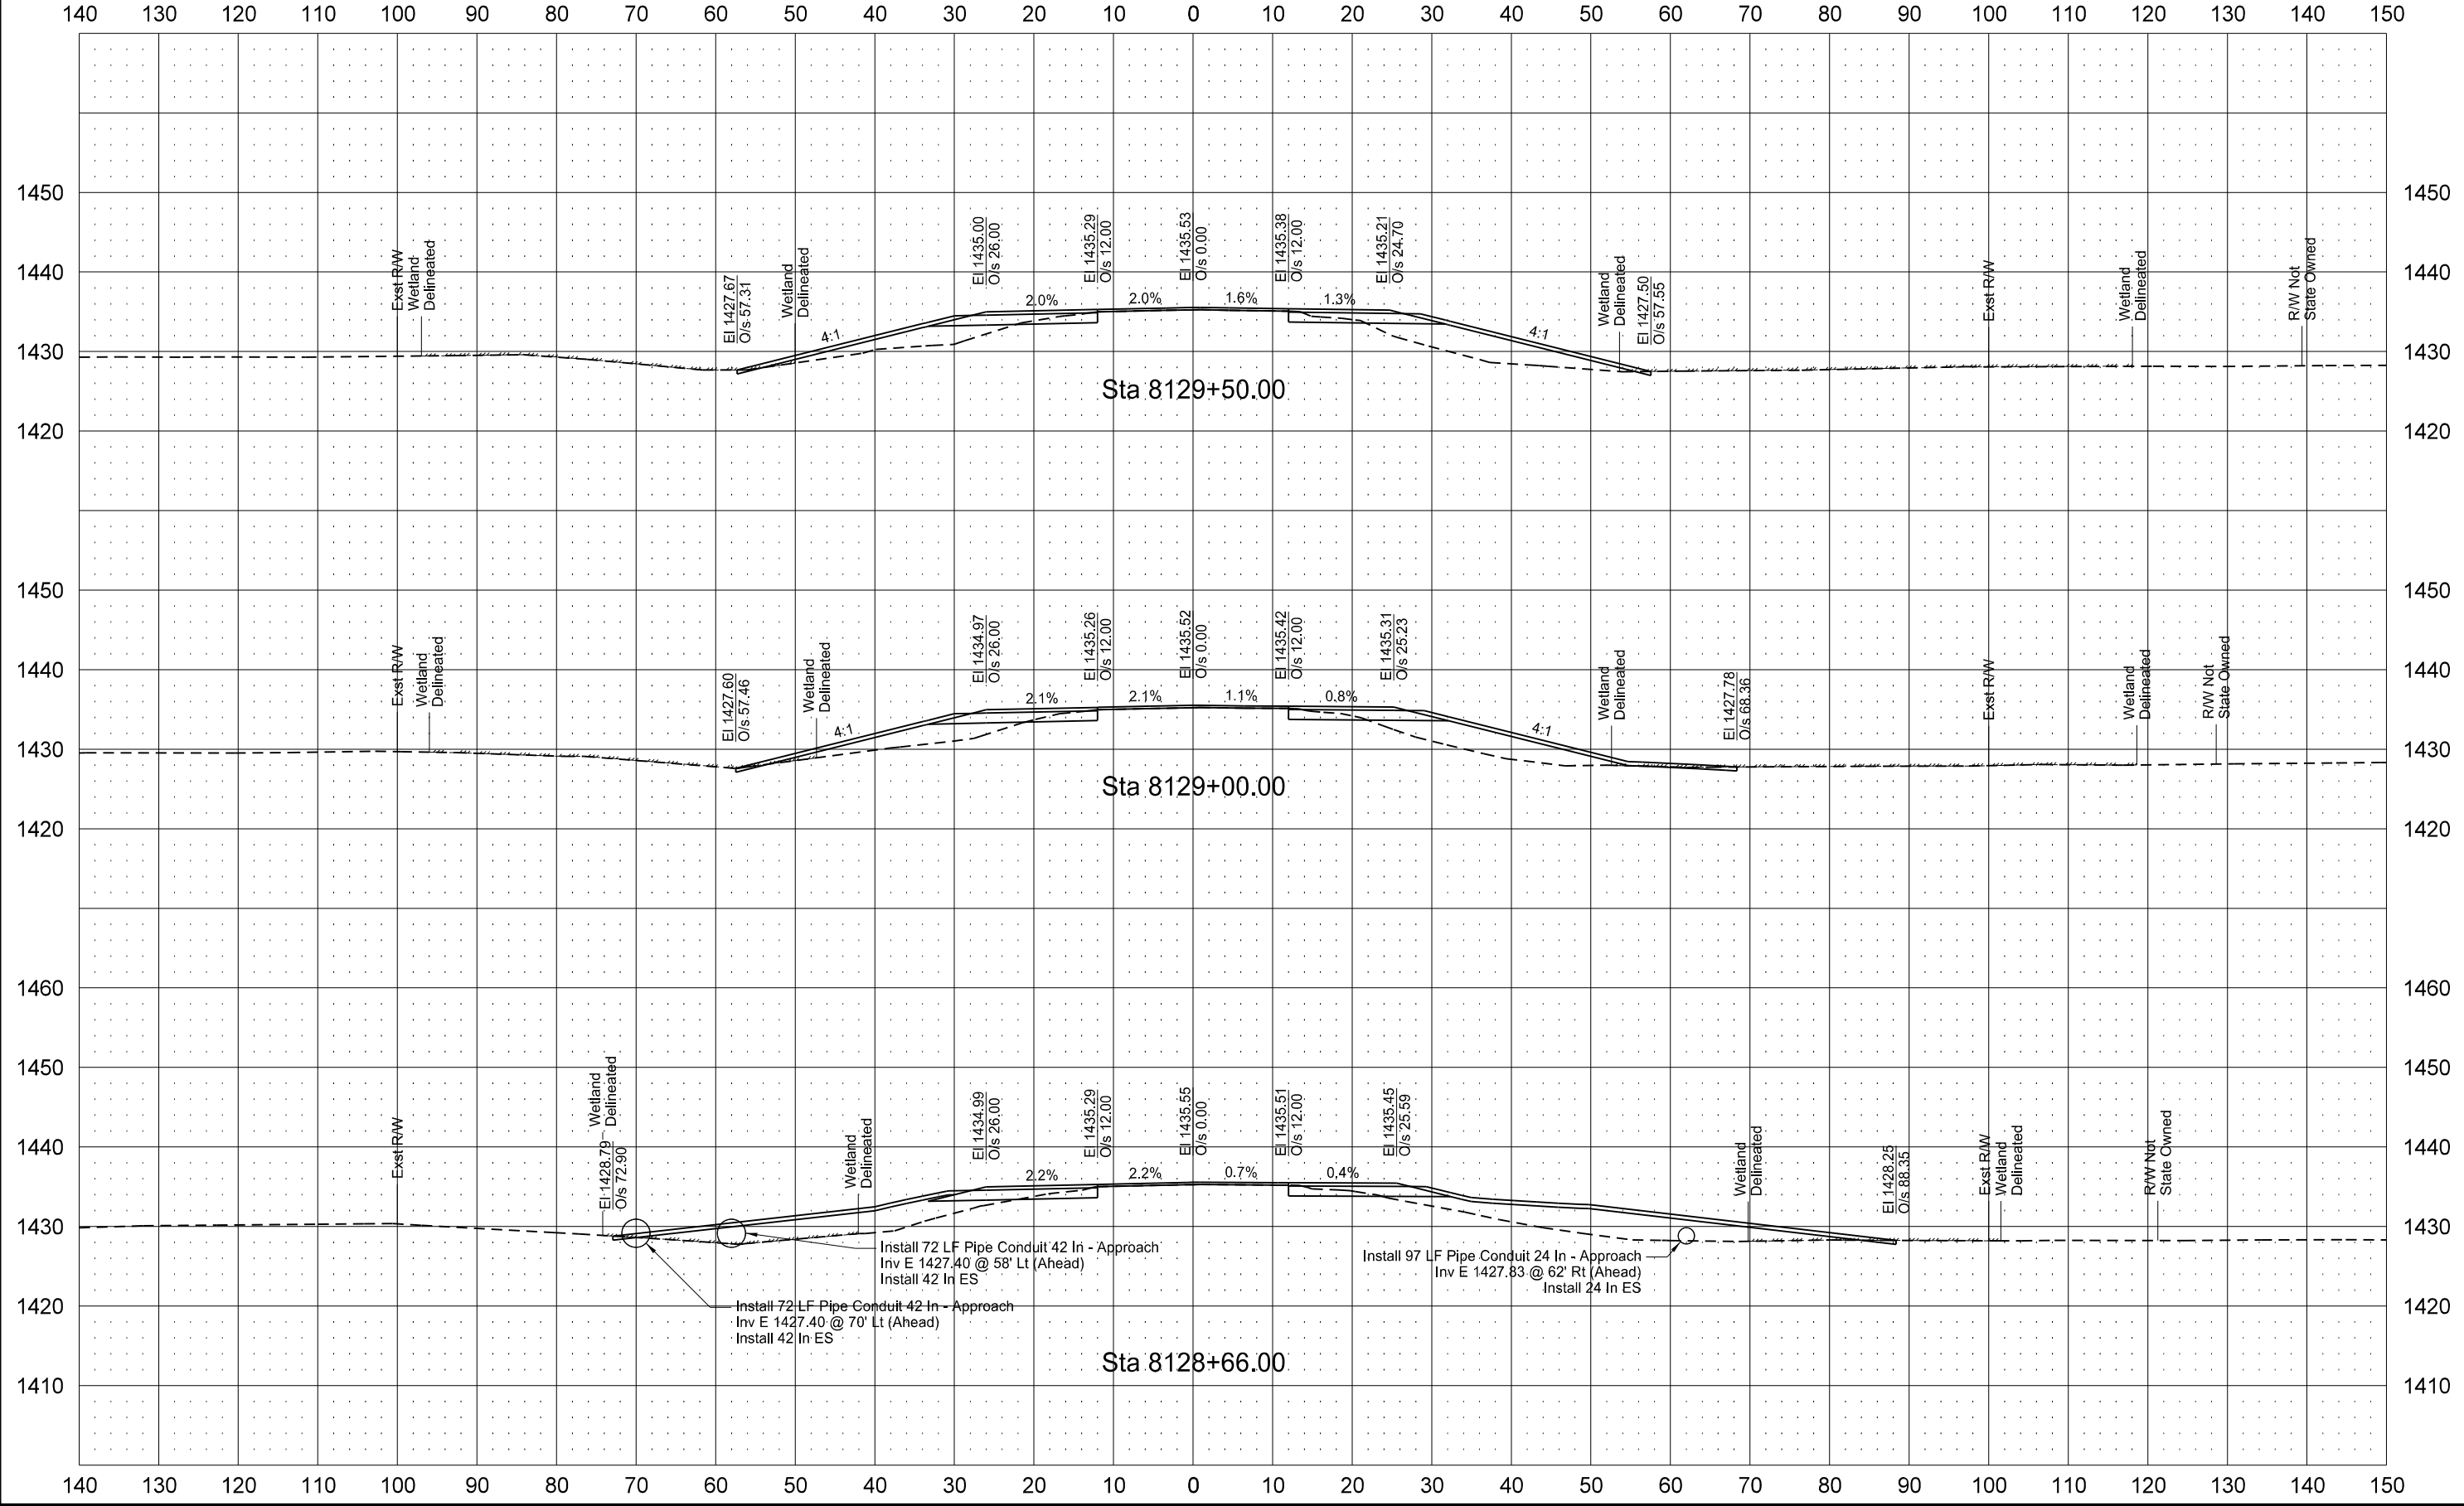 140 130 120 110 100 90 80 70 60 50 40 30 20 10 0 10 20 30 40 50 60 70 80 90 100 110 120 130 140 150
1450 1450
1440 1440
1430 1430
1420 1420
Exst R/W
Wetland
Delineated
El 1427.67
O/s 57.31
Wetland
Delineated
4:1
El 1435.00
O/s 26.00
2.0%
El 1435.29
O/s 12.00
2.0%
El 1435.53
O/s 0.00
1.6%
El 1435.38
O/s 12.00
1.3%
El 1435.21
O/s 24.70
4:1
Wetland
Delineated
El 1427.50
O/s 57.55
Exst R/W
Wetland
Delineated
R/W Not
State Owned
Sta 8129+50.00
1450 1450
1440 1440
1430 1430
1420 1420
Exst R/W
Wetland
Delineated
El 1427.60
O/s 57.46
Wetland
Delineated
4:1
El 1434.97
O/s 26.00
2.1%
El 1435.26
O/s 12.00
2.1%
El 1435.52
O/s 0.00
1.1%
El 1435.42
O/s 12.00
0.8%
El 1435.31
O/s 25.23
4:1
Wetland
Delineated
El 1427.78
O/s 68.36
Exst R/W
Wetland
Delineated
R/W Not
State Owned
Sta 8129+00.00
1460 1460
1450 1450
1440 1440
1430 1430
1420 1420
1410 1410
Exst R/W
Wetland
Delineated
El 1428.79
O/s 72.90
Wetland
Delineated
El 1434.99
O/s 26.00
2.2%
El 1435.29
O/s 12.00
2.2%
El 1435.55
O/s 0.00
0.7%
El 1435.51
O/s 12.00
0.4%
El 1435.45
O/s 25.59
Wetland
Delineated
El 1428.25
O/s 88.35
Exst R/W
Wetland
Delineated
R/W Not
State Owned
Install 72 LF Pipe Conduit 42 In - Approach
Inv E 1427.40 @ 58' Lt (Ahead)
Install 42 In ES
Install 97 LF Pipe Conduit 24 In - Approach
Inv E 1427.83 @ 62' Rt (Ahead)
Install 24 In ES
Install 72 LF Pipe Conduit 42 In - Approach
Inv E 1427.40 @ 70' Lt (Ahead)
Install 42 In ES
Sta 8128+66.00
140 130 120 110 100 90 80 70 60 50 40 30 20 10 0 10 20 30 40 50 60 70 80 90 100 110 120 130 140 150